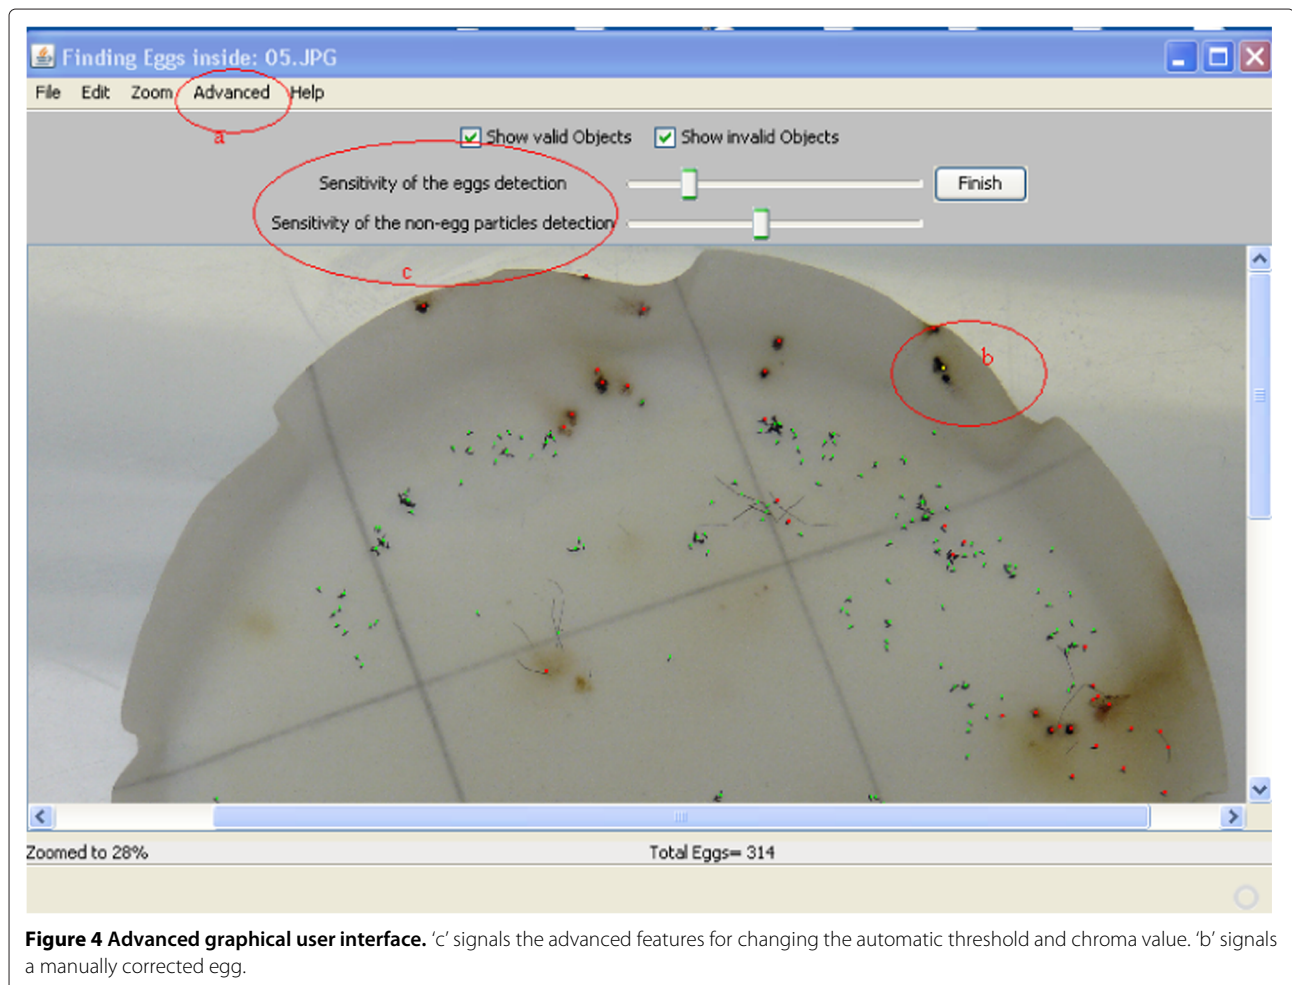 Finding Eggs inside: 05.JPG
File Edit Zoom Advanced Help
a
Show valid Objects Show invalid Objects
Sensitivity of the eggs detection Finish
Sensitivity of the non-egg particles detection
c
b
Zoomed to 28% Total Eggs= 314
Figure 4 Advanced graphical user interface. ‘c’ signals the advanced features for changing the automatic threshold and chroma value. ‘b’ signals
a manually corrected egg.